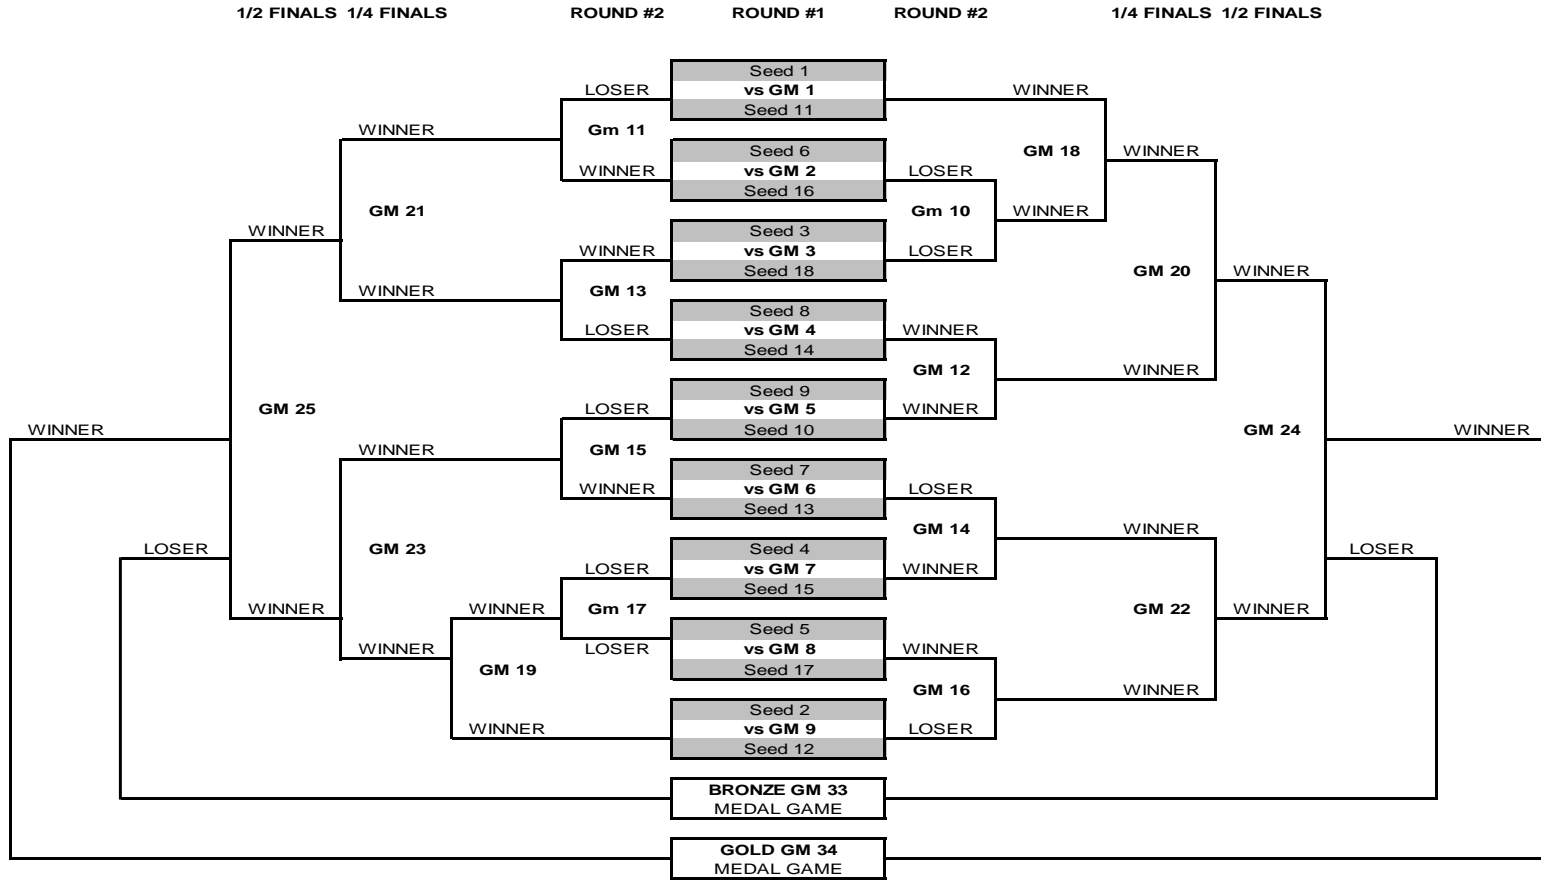 1/2 FINALS 1/4 FINALS ROUND #2 ROUND #1 ROUND #2 1/4 FINALS 1/2 FINALS
Seed 1
LOSER vs GM 1 WINNER
Seed 11
WINNER Gm 11
Seed 6 GM 18 WINNER
WINNER vs GM 2 LOSER
Seed 16
GM 21 Gm 10 WINNER
WINNER Seed 3
WINNER vs GM 3 LOSER
Seed 18 GM 20 WINNER
WINNER GM 13
Seed 8
LOSER vs GM 4 WINNER
Seed 14
GM 12 WINNER
Seed 9
GM 25 LOSER vs GM 5 WINNER
WINNER Seed 10 GM 24 WINNER
WINNER GM 15
Seed 7
WINNER vs GM 6 LOSER
Seed 13
GM 14 WINNER
LOSER GM 23 Seed 4 LOSER
LOSER vs GM 7 WINNER
Seed 15
WINNER WINNER Gm 17 GM 22 WINNER
Seed 5
WINNER LOSER vs GM 8 WINNER
GM 19 Seed 17
GM 16 WINNER
Seed 2
WINNER vs GM 9 LOSER
Seed 12
BRONZE GM 33
MEDAL GAME
GOLD GM 34
MEDAL GAME